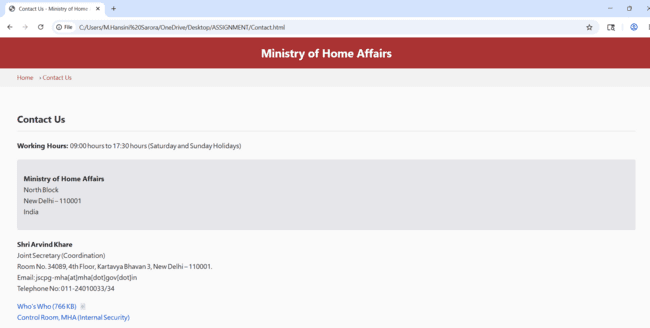 Contact Us - Ministry of Home
File C:/Users/M.Hansini%20Sarora/OneDrive/Desktop/ASSIGNMENT/Contact.html
Ministry of Home Affairs
Home › Contact Us
Contact Us
Working Hours: 09:00 hours to 17:30 hours (Saturday and Sunday Holidays)
Ministry of Home Affairs
North Block
New Delhi – 110001
India
Shri Arvind Khare
Joint Secretary (Coordination)
Room No. 34089, 4th Floor, Kartavya Bhavan 3, New Delhi – 110001.
Email: jscpg-mha[at]mha[dot]gov[dot]in
Telephone No: 011-24010033/34
Who's Who (766 KB)
Control Room, MHA (Internal Security)